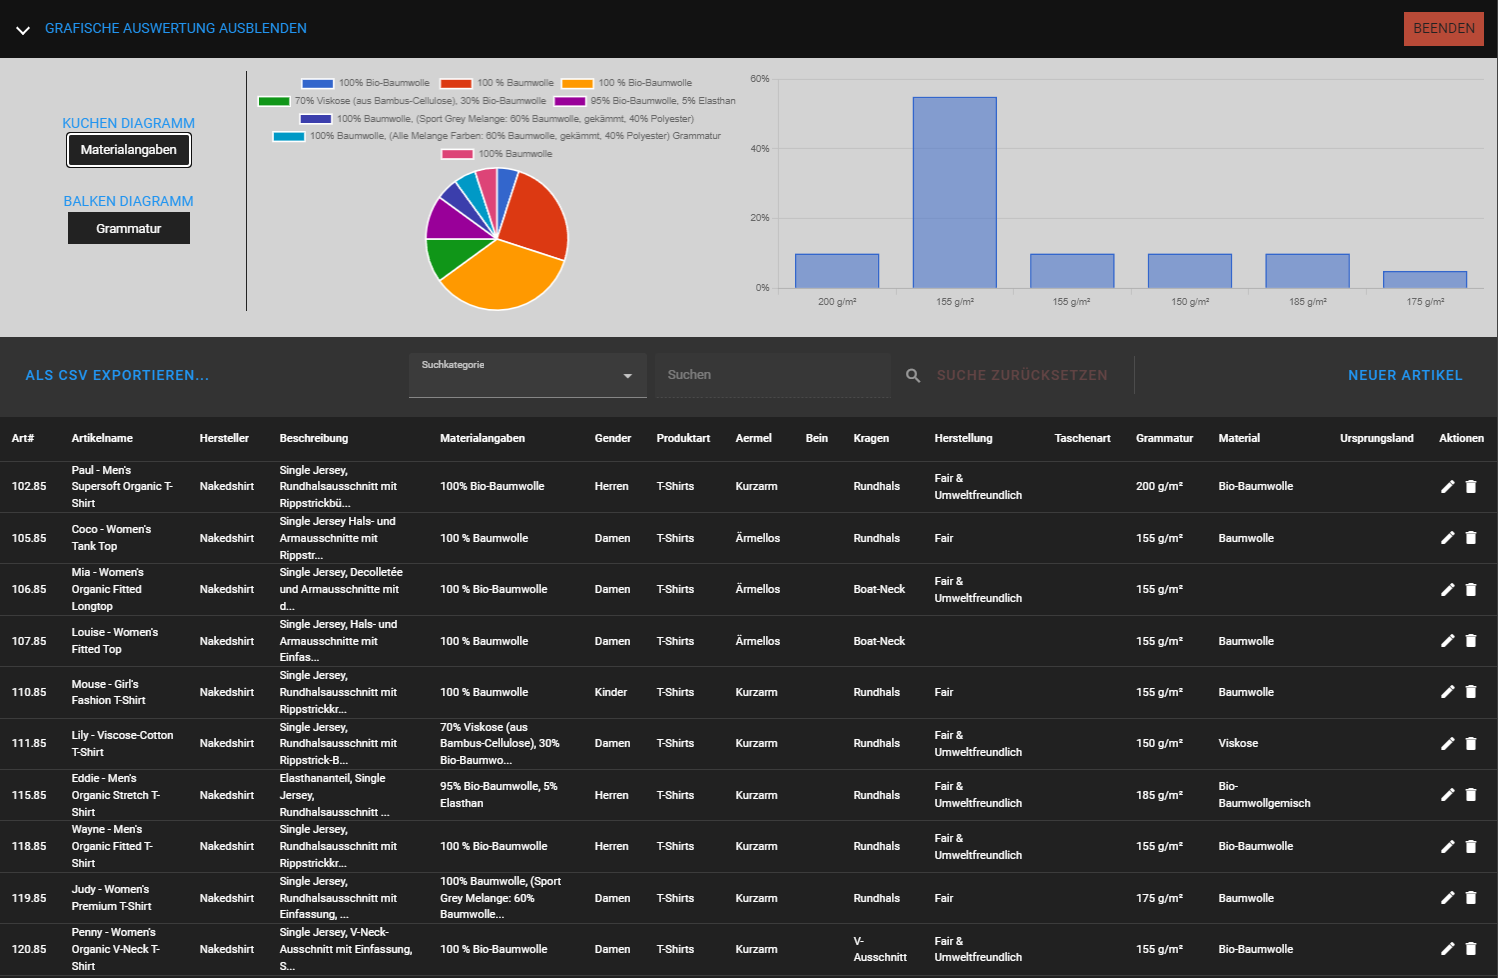 GRAFISCHE AUSWERTUNG AUSBLENDEN
BEENDEN
KUCHEN DIAGRAMM
Materialangaben
BALKEN DIAGRAMM
Grammatur
100% Bio-Baumwolle 100 % Baumwolle 100 % Bio-Baumwolle
70% Viskose (aus Bambus-Cellulose), 30% Bio-Baumwolle 95% Bio-Baumwolle, 5% Elasthan
100% Baumwolle, (Sport Grey Melange: 60% Baumwolle, gekämmt, 40% Polyester)
100% Baumwolle, (Alle Melange Farben: 60% Baumwolle, gekämmt, 40% Polyester) Grammatur
100% Baumwolle
60%
40%
20%
0%
200 g/m² 155 g/m² 155 g/m² 150 g/m² 185 g/m² 175 g/m²
ALS CSV EXPORTIEREN...
Suchkategorie
Suchen
SUCHE ZURÜCKSETZEN
NEUER ARTIKEL
Art# Artikelname Hersteller Beschreibung Materialangaben Gender Produktart Aermel Bein Kragen Herstellung Taschenart Grammatur Material Ursprungsland Aktionen
Paul - Men's Single Jersey,
Fair &
102.85 Supersoft Organic T- Nakedshirt Rundhalsausschnitt mit 100% Bio-Baumwolle Herren T-Shirts Kurzarm Rundhals 200 g/m² Bio-Baumwolle
Umweltfreundlich
Shirt Rippstrickbü...
Single Jersey Hals- und
Coco - Women's
105.85 Nakedshirt Armausschnitte mit 100 % Baumwolle Damen T-Shirts Ärmellos Rundhals Fair 155 g/m² Baumwolle
Tank Top
Rippstr...
Mia - Women's Single Jersey, Decolletée
Fair &
106.85 Organic Fitted Nakedshirt und Armausschnitte mit 100 % Bio-Baumwolle Damen T-Shirts Ärmellos Boat-Neck 155 g/m²
Umweltfreundlich
Longtop d...
Single Jersey, Hals- und
Louise - Women's
107.85 Nakedshirt Armausschnitte mit 100 % Baumwolle Damen T-Shirts Ärmellos Boat-Neck 155 g/m² Baumwolle
Fitted Top
Einfas...
Single Jersey,
Mouse - Girl's
110.85 Nakedshirt Rundhalsausschnitt mit 100 % Baumwolle Kinder T-Shirts Kurzarm Rundhals Fair 155 g/m² Baumwolle
Fashion T-Shirt
Rippstrickkr...
Single Jersey, 70% Viskose (aus
Lily - Viscose-Cotton Fair &
111.85 Nakedshirt Rundhalsausschnitt mit Bambus-Cellulose), 30% Damen T-Shirts Kurzarm Rundhals 150 g/m² Viskose
T-Shirt Umweltfreundlich
Rippstrick-B... Bio-Baumwo...
Eddie - Men's Elasthananteil, Single
95% Bio-Baumwolle, 5% Fair & Bio-
115.85 Organic Stretch T- Nakedshirt Jersey, Herren T-Shirts Kurzarm Rundhals 185 g/m²
Elasthan Umweltfreundlich Baumwollgemisch
Shirt Rundhalsausschnitt ...
Wayne - Men's Single Jersey,
Fair &
118.85 Organic Fitted T- Nakedshirt Rundhalsausschnitt mit 100 % Bio-Baumwolle Herren T-Shirts Kurzarm Rundhals 155 g/m² Bio-Baumwolle
Umweltfreundlich
Shirt Rippstrickkr...
Single Jersey, 100% Baumwolle, (Sport
Judy - Women's
119.85 Nakedshirt Rundhalsausschnitt mit Grey Melange: 60% Damen T-Shirts Kurzarm Rundhals Fair 175 g/m² Baumwolle
Premium T-Shirt
Einfassung, ... Baumwolle...
Penny - Women's Single Jersey, V-Neck-
V- Fair &
120.85 Organic V-Neck T- Nakedshirt Ausschnitt mit Einfassung, 100 % Bio-Baumwolle Damen T-Shirts Kurzarm 155 g/m² Bio-Baumwolle
Ausschnitt Umweltfreundlich
Shirt S...